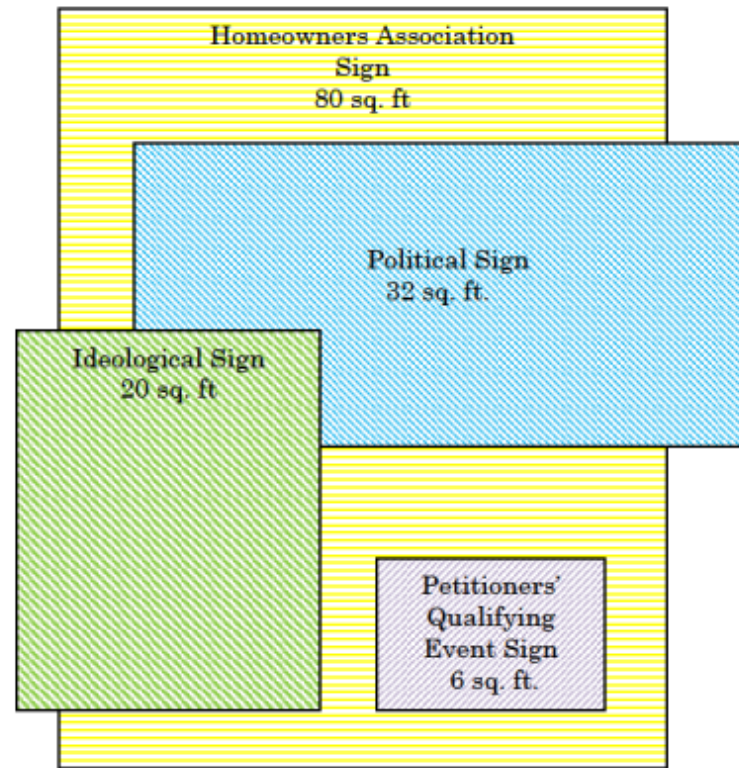 Homeowners Association
Sign
80 sq. ft
Political Sign
32 sq. ft.
Ideological Sign
20 sq. ft
Petitioners’
Qualifying
Event Sign
6 sq. ft.